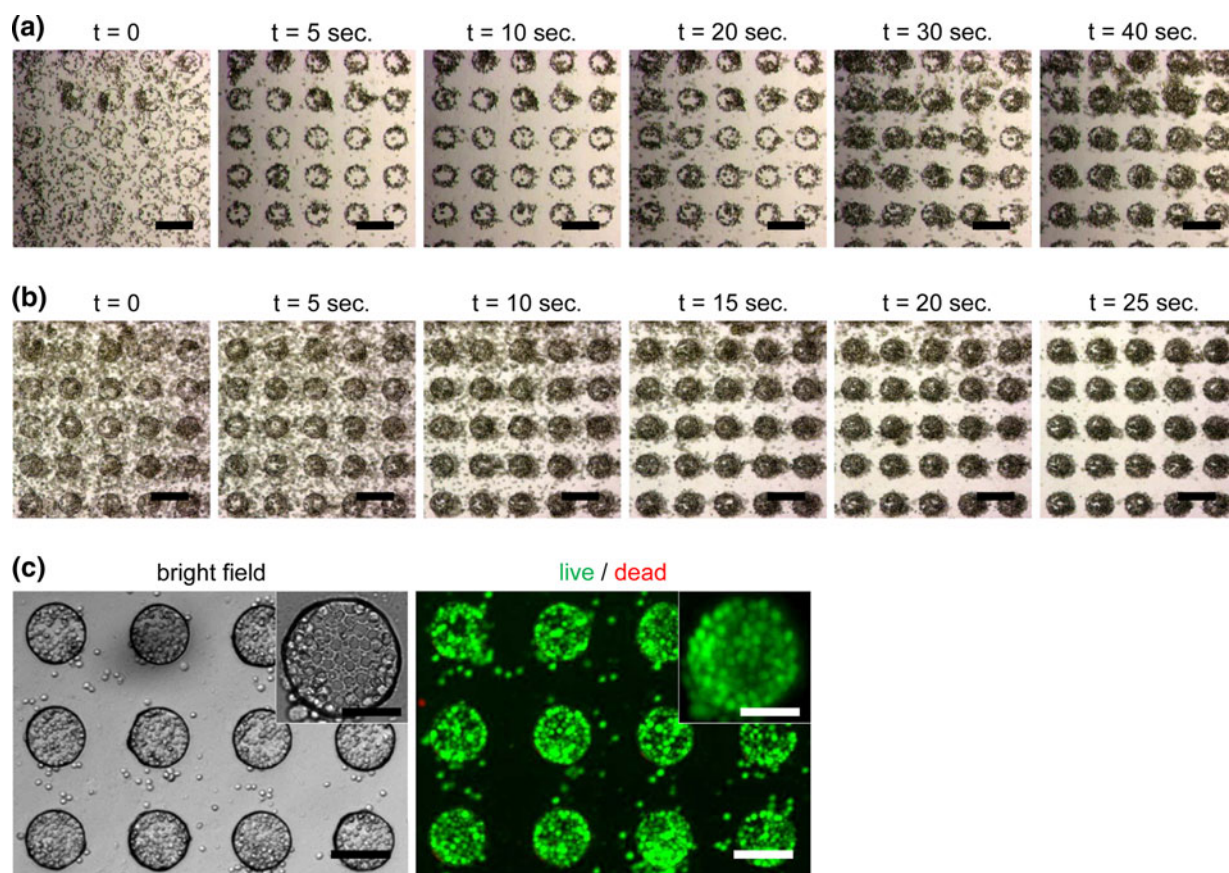 (a)
t = 0 t = 5 sec. t = 10 sec. t = 20 sec. t = 30 sec. t = 40 sec.
(b)
t = 0 t = 5 sec. t = 10 sec. t = 15 sec. t = 20 sec. t = 25 sec.
(c)
bright field live / dead